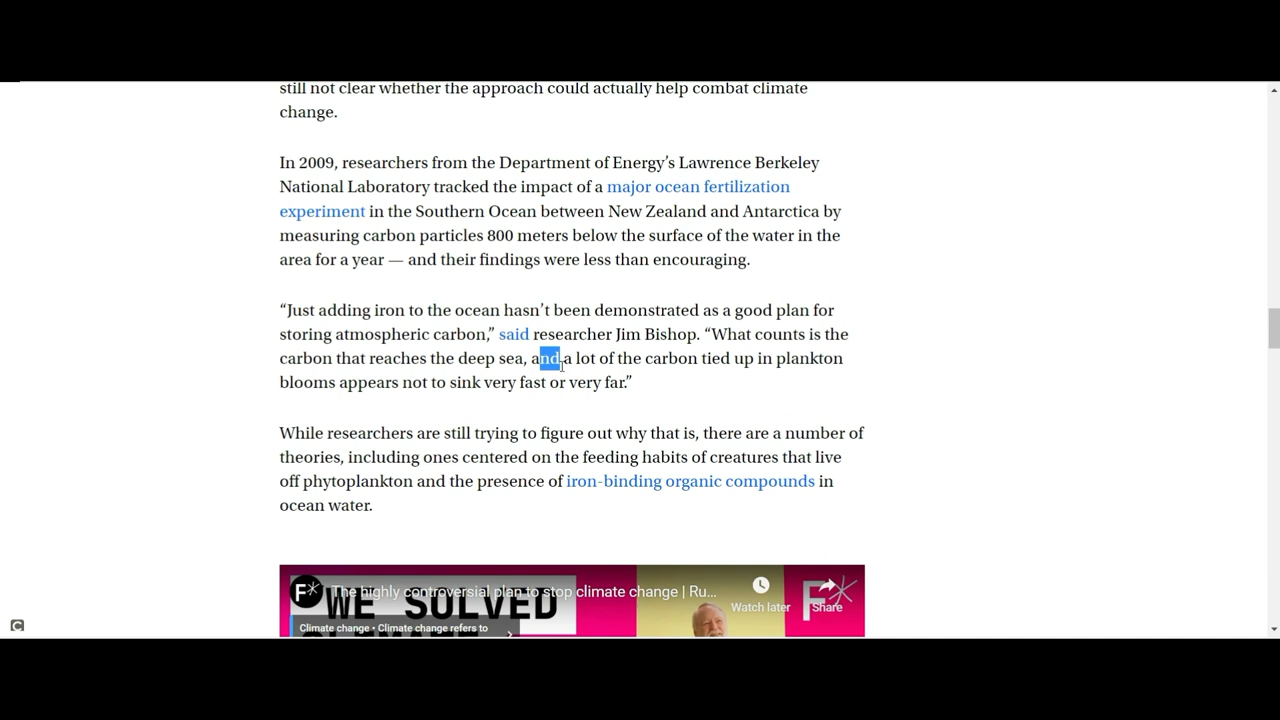 still not clear whether the approach could actually help combat climate
change.
In 2009, researchers from the Department of Energy’s Lawrence Berkeley
National Laboratory tracked the impact of a major ocean fertilization
experiment in the Southern Ocean between New Zealand and Antarctica by
measuring carbon particles 800 meters below the surface of the water in the
area for a year — and their findings were less than encouraging.
“Just adding iron to the ocean hasn’t been demonstrated as a good plan for
storing atmospheric carbon,” said researcher Jim Bishop. “What counts is the
carbon that reaches the deep sea, and a lot of the carbon tied up in plankton
blooms appears not to sink very fast or very far.”
While researchers are still trying to figure out why that is, there are a number of
theories, including ones centered on the feeding habits of creatures that live
off phytoplankton and the presence of iron-binding organic compounds in
ocean water.
F* The highly controversial plan to stop climate change | Ru...
WE SOLVED
Watch later
Share
F*
Climate change • Climate change refers to
C